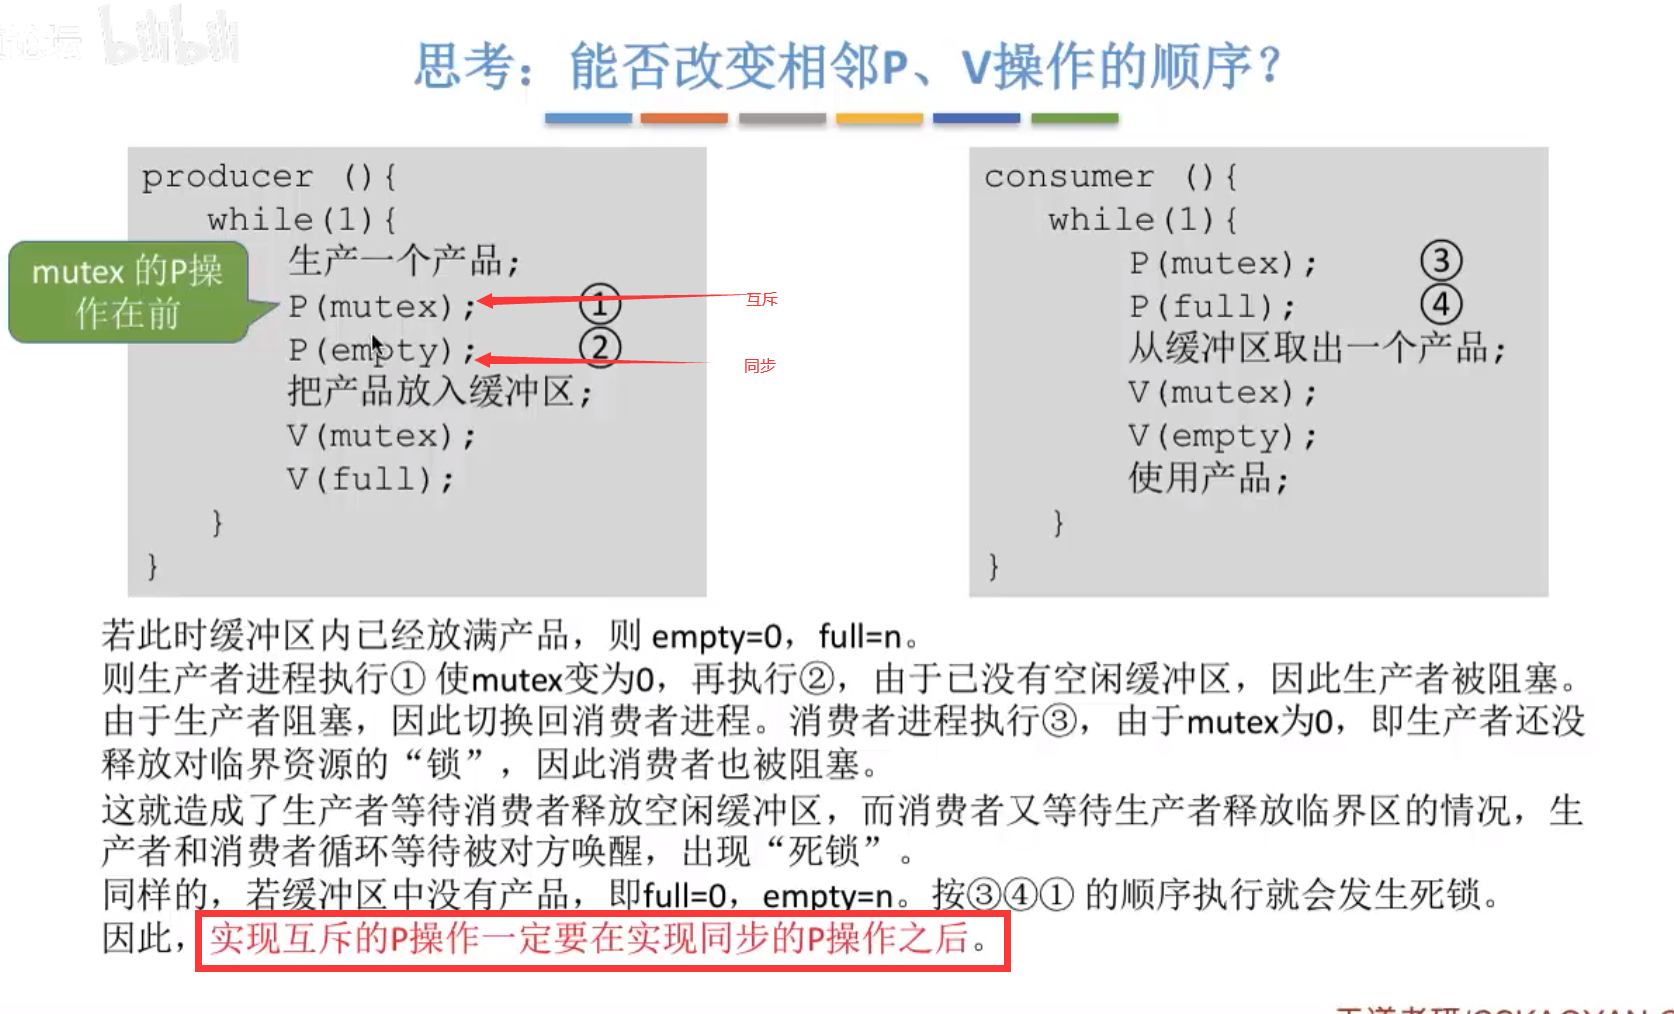 论坛 bilibili
思考：能否改变相邻P、V操作的顺序？
producer (){
while(1){
生产一个产品;
P(mutex); ①
P(empty); ②
把产品放入缓冲区;
V(mutex);
V(full);
}
}
mutex 的P操
作在前
互斥
同步
consumer (){
while(1){
P(mutex); ③
P(full); ④
从缓冲区取出一个产品;
V(mutex);
V(empty);
使用产品;
}
}
若此时缓冲区内已经放满产品，则 empty=0，full=n。
则生产者进程执行① 使mutex变为0，再执行②，由于已没有空闲缓冲区，因此生产者被阻塞。
由于生产者阻塞，因此切换回消费者进程。消费者进程执行③，由于mutex为0，即生产者还没
释放对临界资源的“锁”，因此消费者也被阻塞。
这就造成了生产者等待消费者释放空闲缓冲区，而消费者又等待生产者释放临界区的情况，生
产者和消费者循环等待被对方唤醒，出现“死锁”。
同样的，若缓冲区中没有产品，即full=0，empty=n。按③④① 的顺序执行就会发生死锁。
因此，实现互斥的P操作一定要在实现同步的P操作之后。